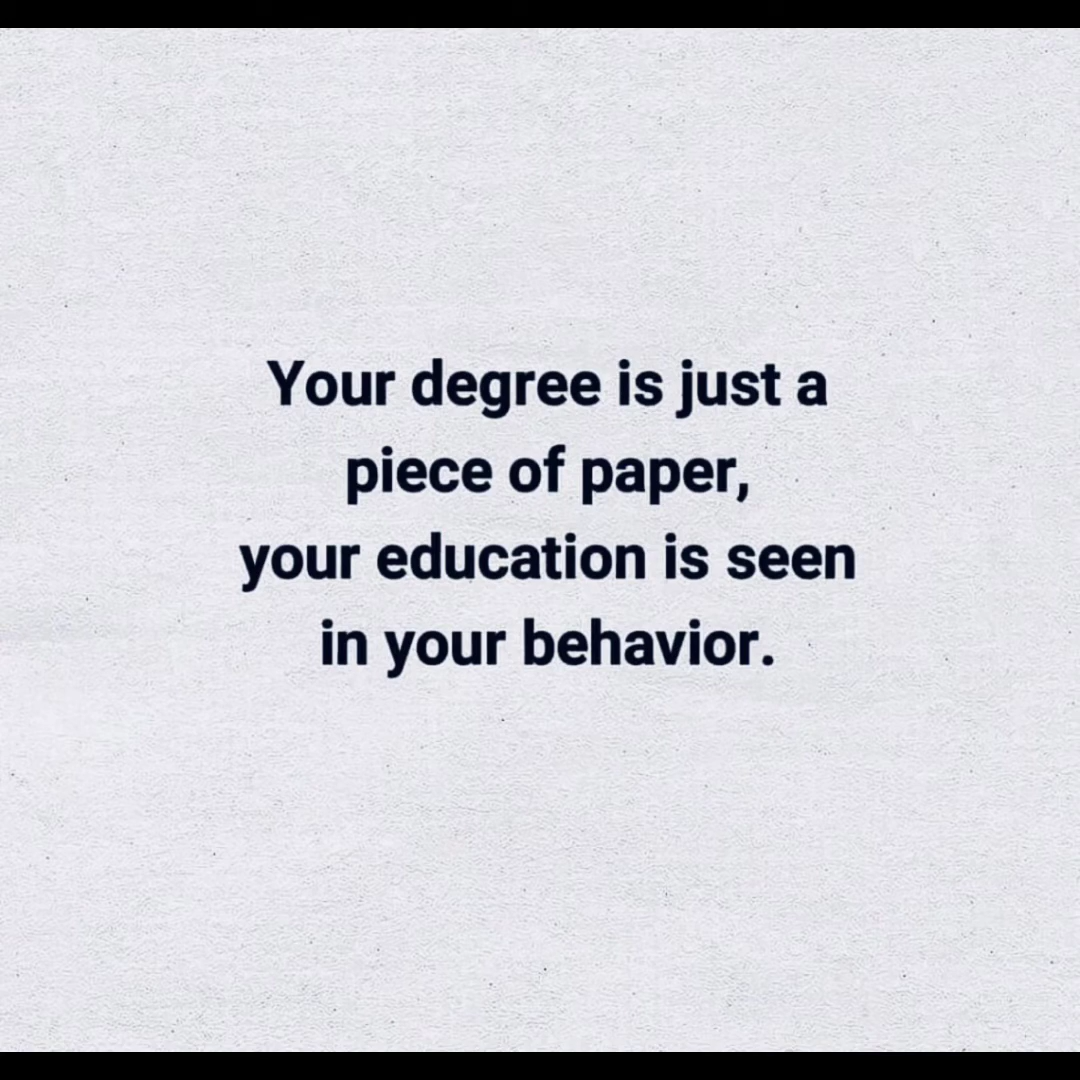 Your degree is just a
piece of paper,
your education is seen
in your behavior.